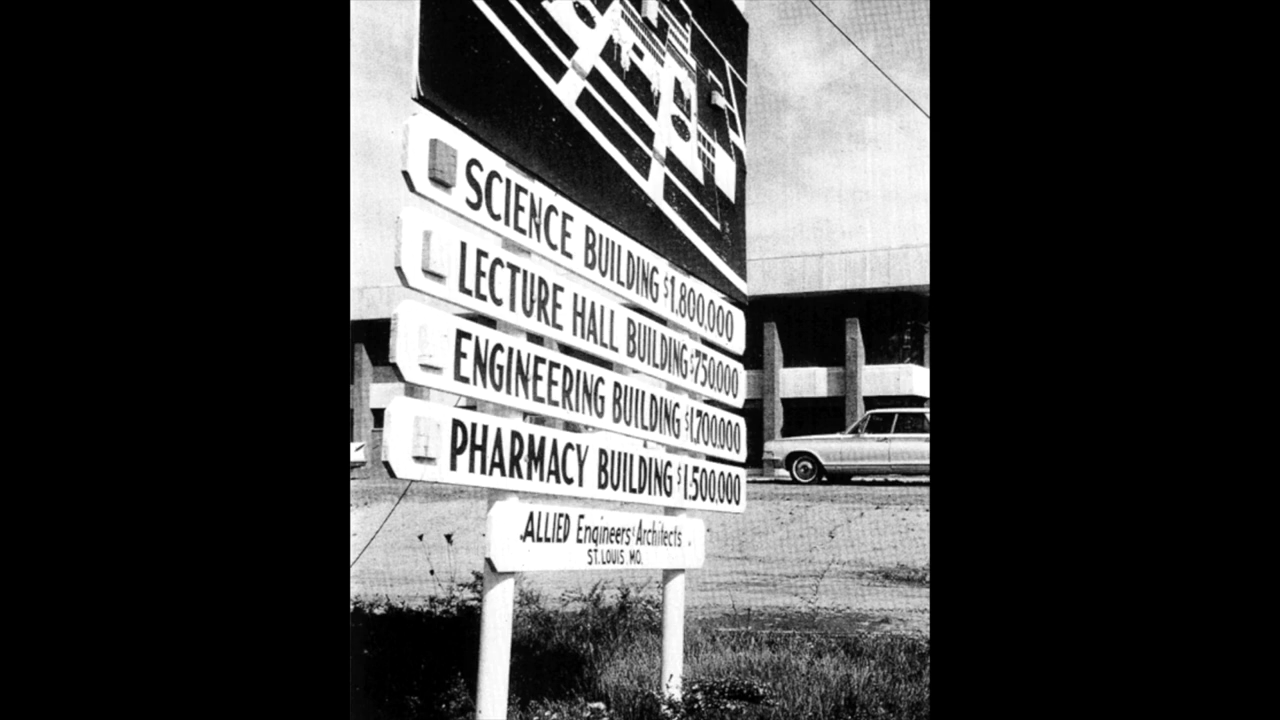 SCIENCE BUILDING $1,800,000
LECTURE HALL BUILDING $750,000
ENGINEERING BUILDING $1,700,000
PHARMACY BUILDING $1,500,000
ALLIED Engineers & Architects
ST. LOUIS. MO.